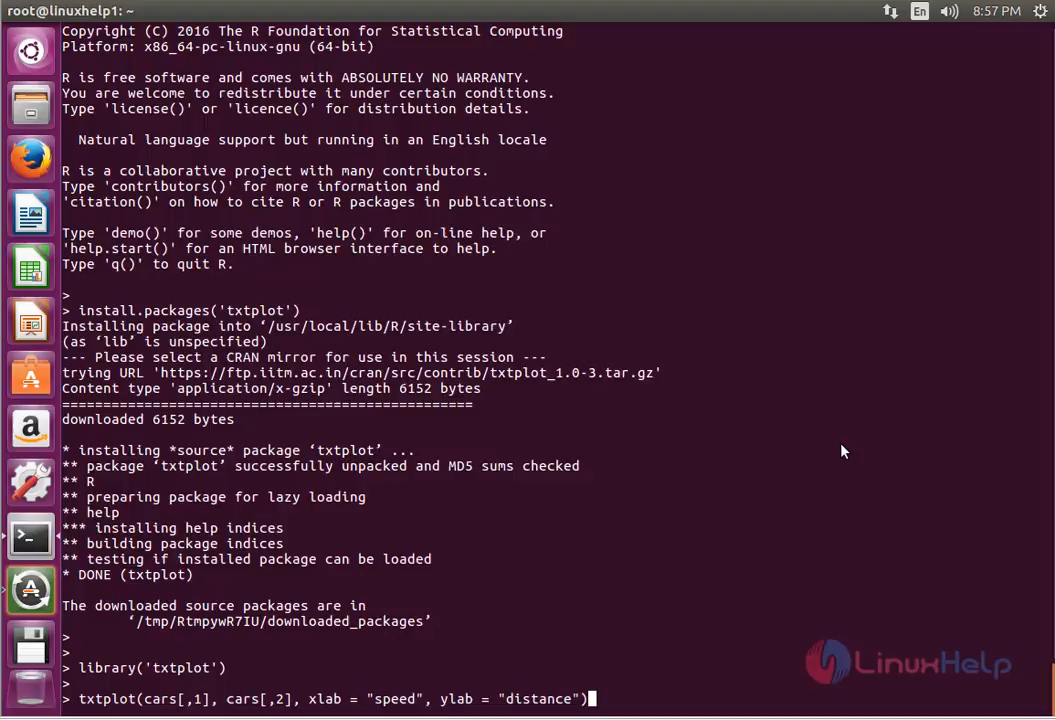 root@linuxhelp1: ~
En
8:57 PM
Copyright (C) 2016 The R Foundation for Statistical Computing
Platform: x86_64-pc-linux-gnu (64-bit)
R is free software and comes with ABSOLUTELY NO WARRANTY.
You are welcome to redistribute it under certain conditions.
Type 'license()' or 'licence()' for distribution details.
Natural language support but running in an English locale
R is a collaborative project with many contributors.
Type 'contributors()' for more information and
'citation()' on how to cite R or R packages in publications.
Type 'demo()' for some demos, 'help()' for on-line help, or
'help.start()' for an HTML browser interface to help.
Type 'q()' to quit R.
>
> install.packages('txtplot')
Installing package into ‘/usr/local/lib/R/site-library’
(as ‘lib’ is unspecified)
--- Please select a CRAN mirror for use in this session ---
trying URL 'https://ftp.iitm.ac.in/cran/src/contrib/txtplot_1.0-3.tar.gz'
Content type 'application/x-gzip' length 6152 bytes
==================================================
downloaded 6152 bytes
* installing *source* package ‘txtplot’ ...
** package ‘txtplot’ successfully unpacked and MD5 sums checked
** R
** preparing package for lazy loading
** help
*** installing help indices
** building package indices
** testing if installed package can be loaded
* DONE (txtplot)
The downloaded source packages are in
‘/tmp/RtmpywR7IU/downloaded_packages’
>
>
> library('txtplot')
>
> txtplot(cars[,1], cars[,2], xlab = "speed", ylab = "distance")
LinuxHelp